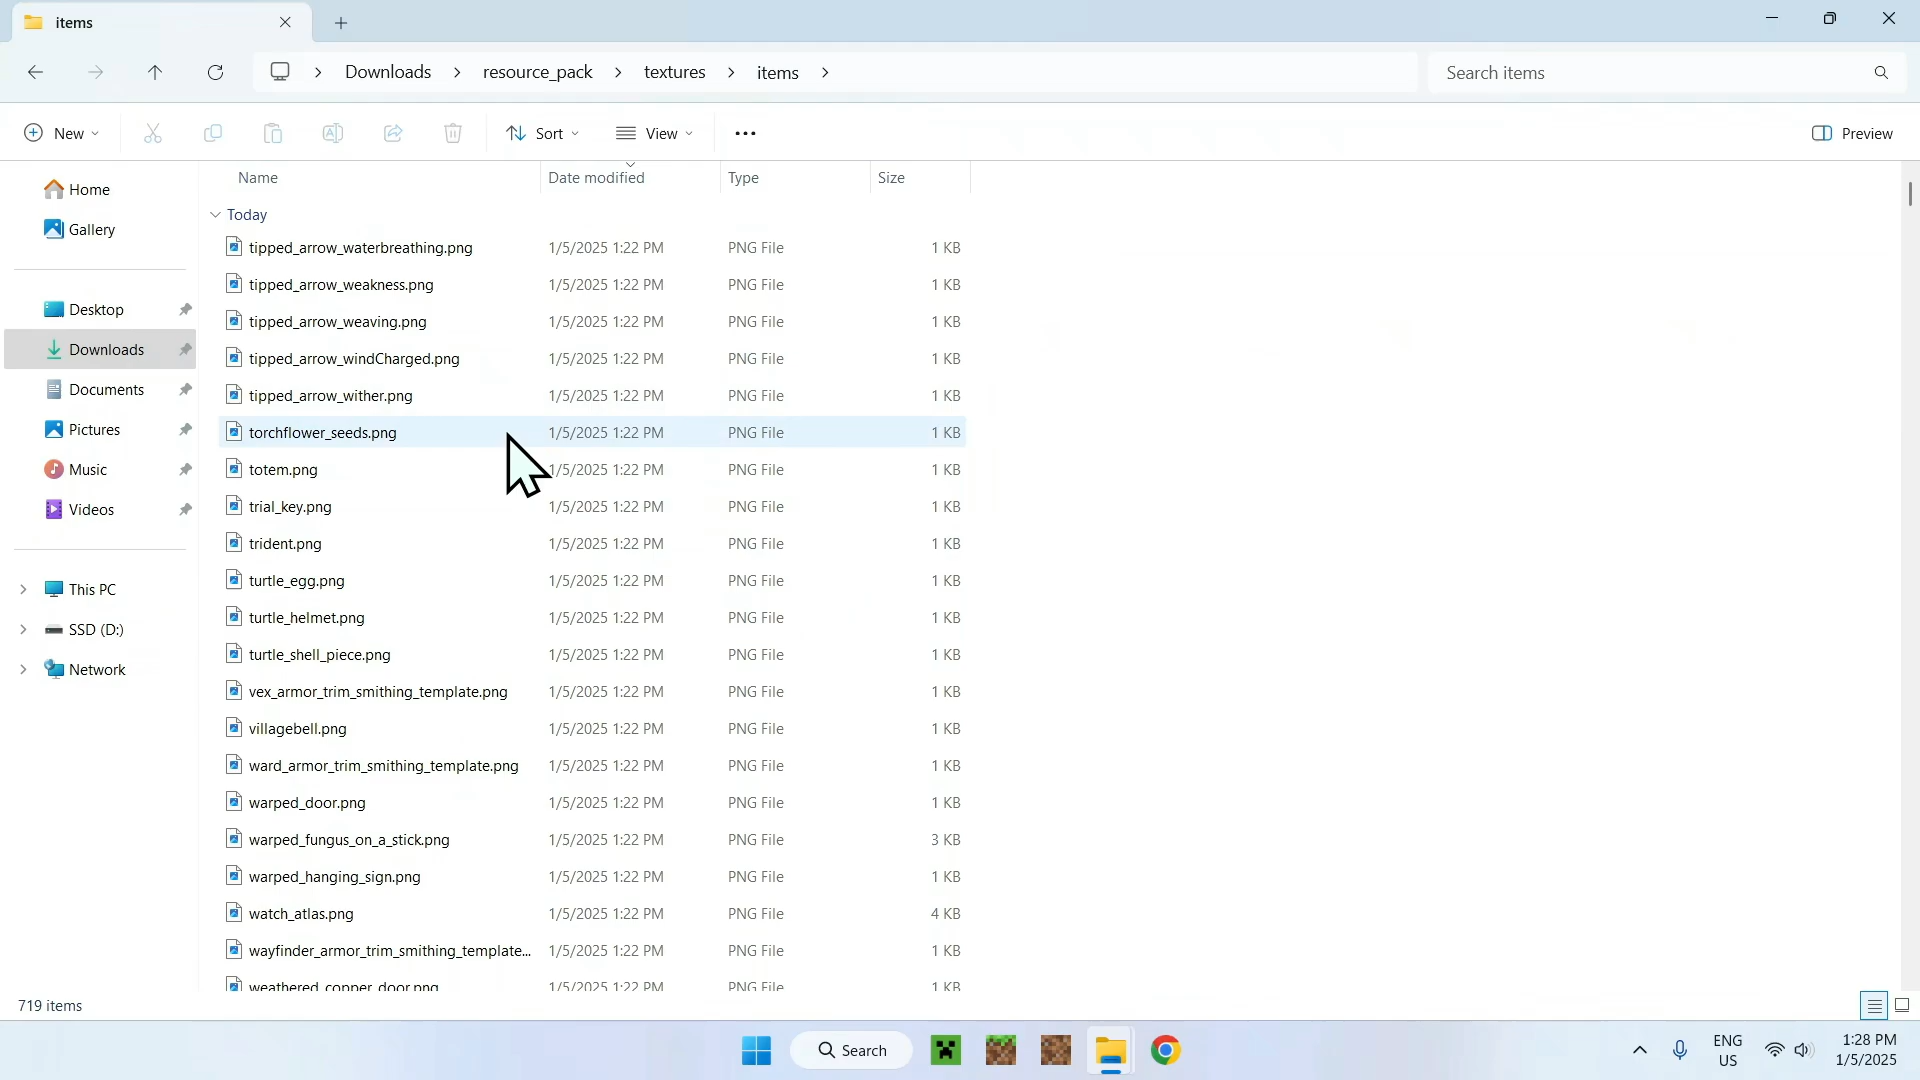 items
Downloads > resource_pack > textures > items >
Search items
New
Sort
View
Preview
Name Date modified Type Size
Home
Gallery
Desktop
Downloads
Documents
Pictures
Music
Videos
This PC
SSD (D:)
Network
Today
tipped_arrow_waterbreathing.png 1/5/2025 1:22 PM PNG File 1 KB
tipped_arrow_weakness.png 1/5/2025 1:22 PM PNG File 1 KB
tipped_arrow_weaving.png 1/5/2025 1:22 PM PNG File 1 KB
tipped_arrow_windCharged.png 1/5/2025 1:22 PM PNG File 1 KB
tipped_arrow_wither.png 1/5/2025 1:22 PM PNG File 1 KB
torchflower_seeds.png 1/5/2025 1:22 PM PNG File 1 KB
totem.png 1/5/2025 1:22 PM PNG File 1 KB
trial_key.png 1/5/2025 1:22 PM PNG File 1 KB
trident.png 1/5/2025 1:22 PM PNG File 1 KB
turtle_egg.png 1/5/2025 1:22 PM PNG File 1 KB
turtle_helmet.png 1/5/2025 1:22 PM PNG File 1 KB
turtle_shell_piece.png 1/5/2025 1:22 PM PNG File 1 KB
vex_armor_trim_smithing_template.png 1/5/2025 1:22 PM PNG File 1 KB
villagebell.png 1/5/2025 1:22 PM PNG File 1 KB
ward_armor_trim_smithing_template.png 1/5/2025 1:22 PM PNG File 1 KB
warped_door.png 1/5/2025 1:22 PM PNG File 1 KB
warped_fungus_on_a_stick.png 1/5/2025 1:22 PM PNG File 3 KB
warped_hanging_sign.png 1/5/2025 1:22 PM PNG File 1 KB
watch_atlas.png 1/5/2025 1:22 PM PNG File 4 KB
wayfinder_armor_trim_smithing_template... 1/5/2025 1:22 PM PNG File 1 KB
weathered_copper_door.png 1/5/2025 1:22 PM PNG File 1 KB
719 items
Search
ENG
US
1:28 PM
1/5/2025